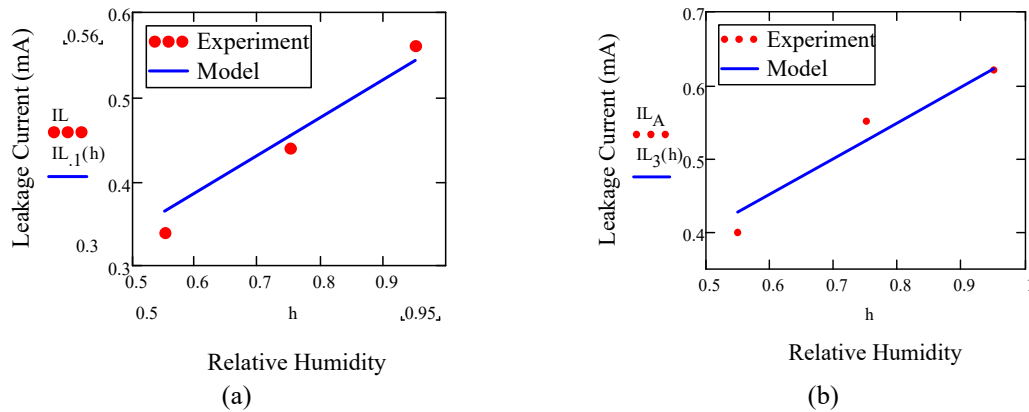 0.6
⌞0.56⌟
Experiment
Model
Leakage Current (mA)
0.5
IL
IL.1(h)
0.4
0.3
0.3
0.5 0.6 0.7 0.8 0.9
0.5 h ⌞0.95⌟
Relative Humidity
(a)
0.7
Experiment
Model
Leakage Current (mA)
0.6
IL A
IL3(h)
0.5
0.4
0.5 0.6 0.7 0.8 0.9 1
h
Relative Humidity
(b)